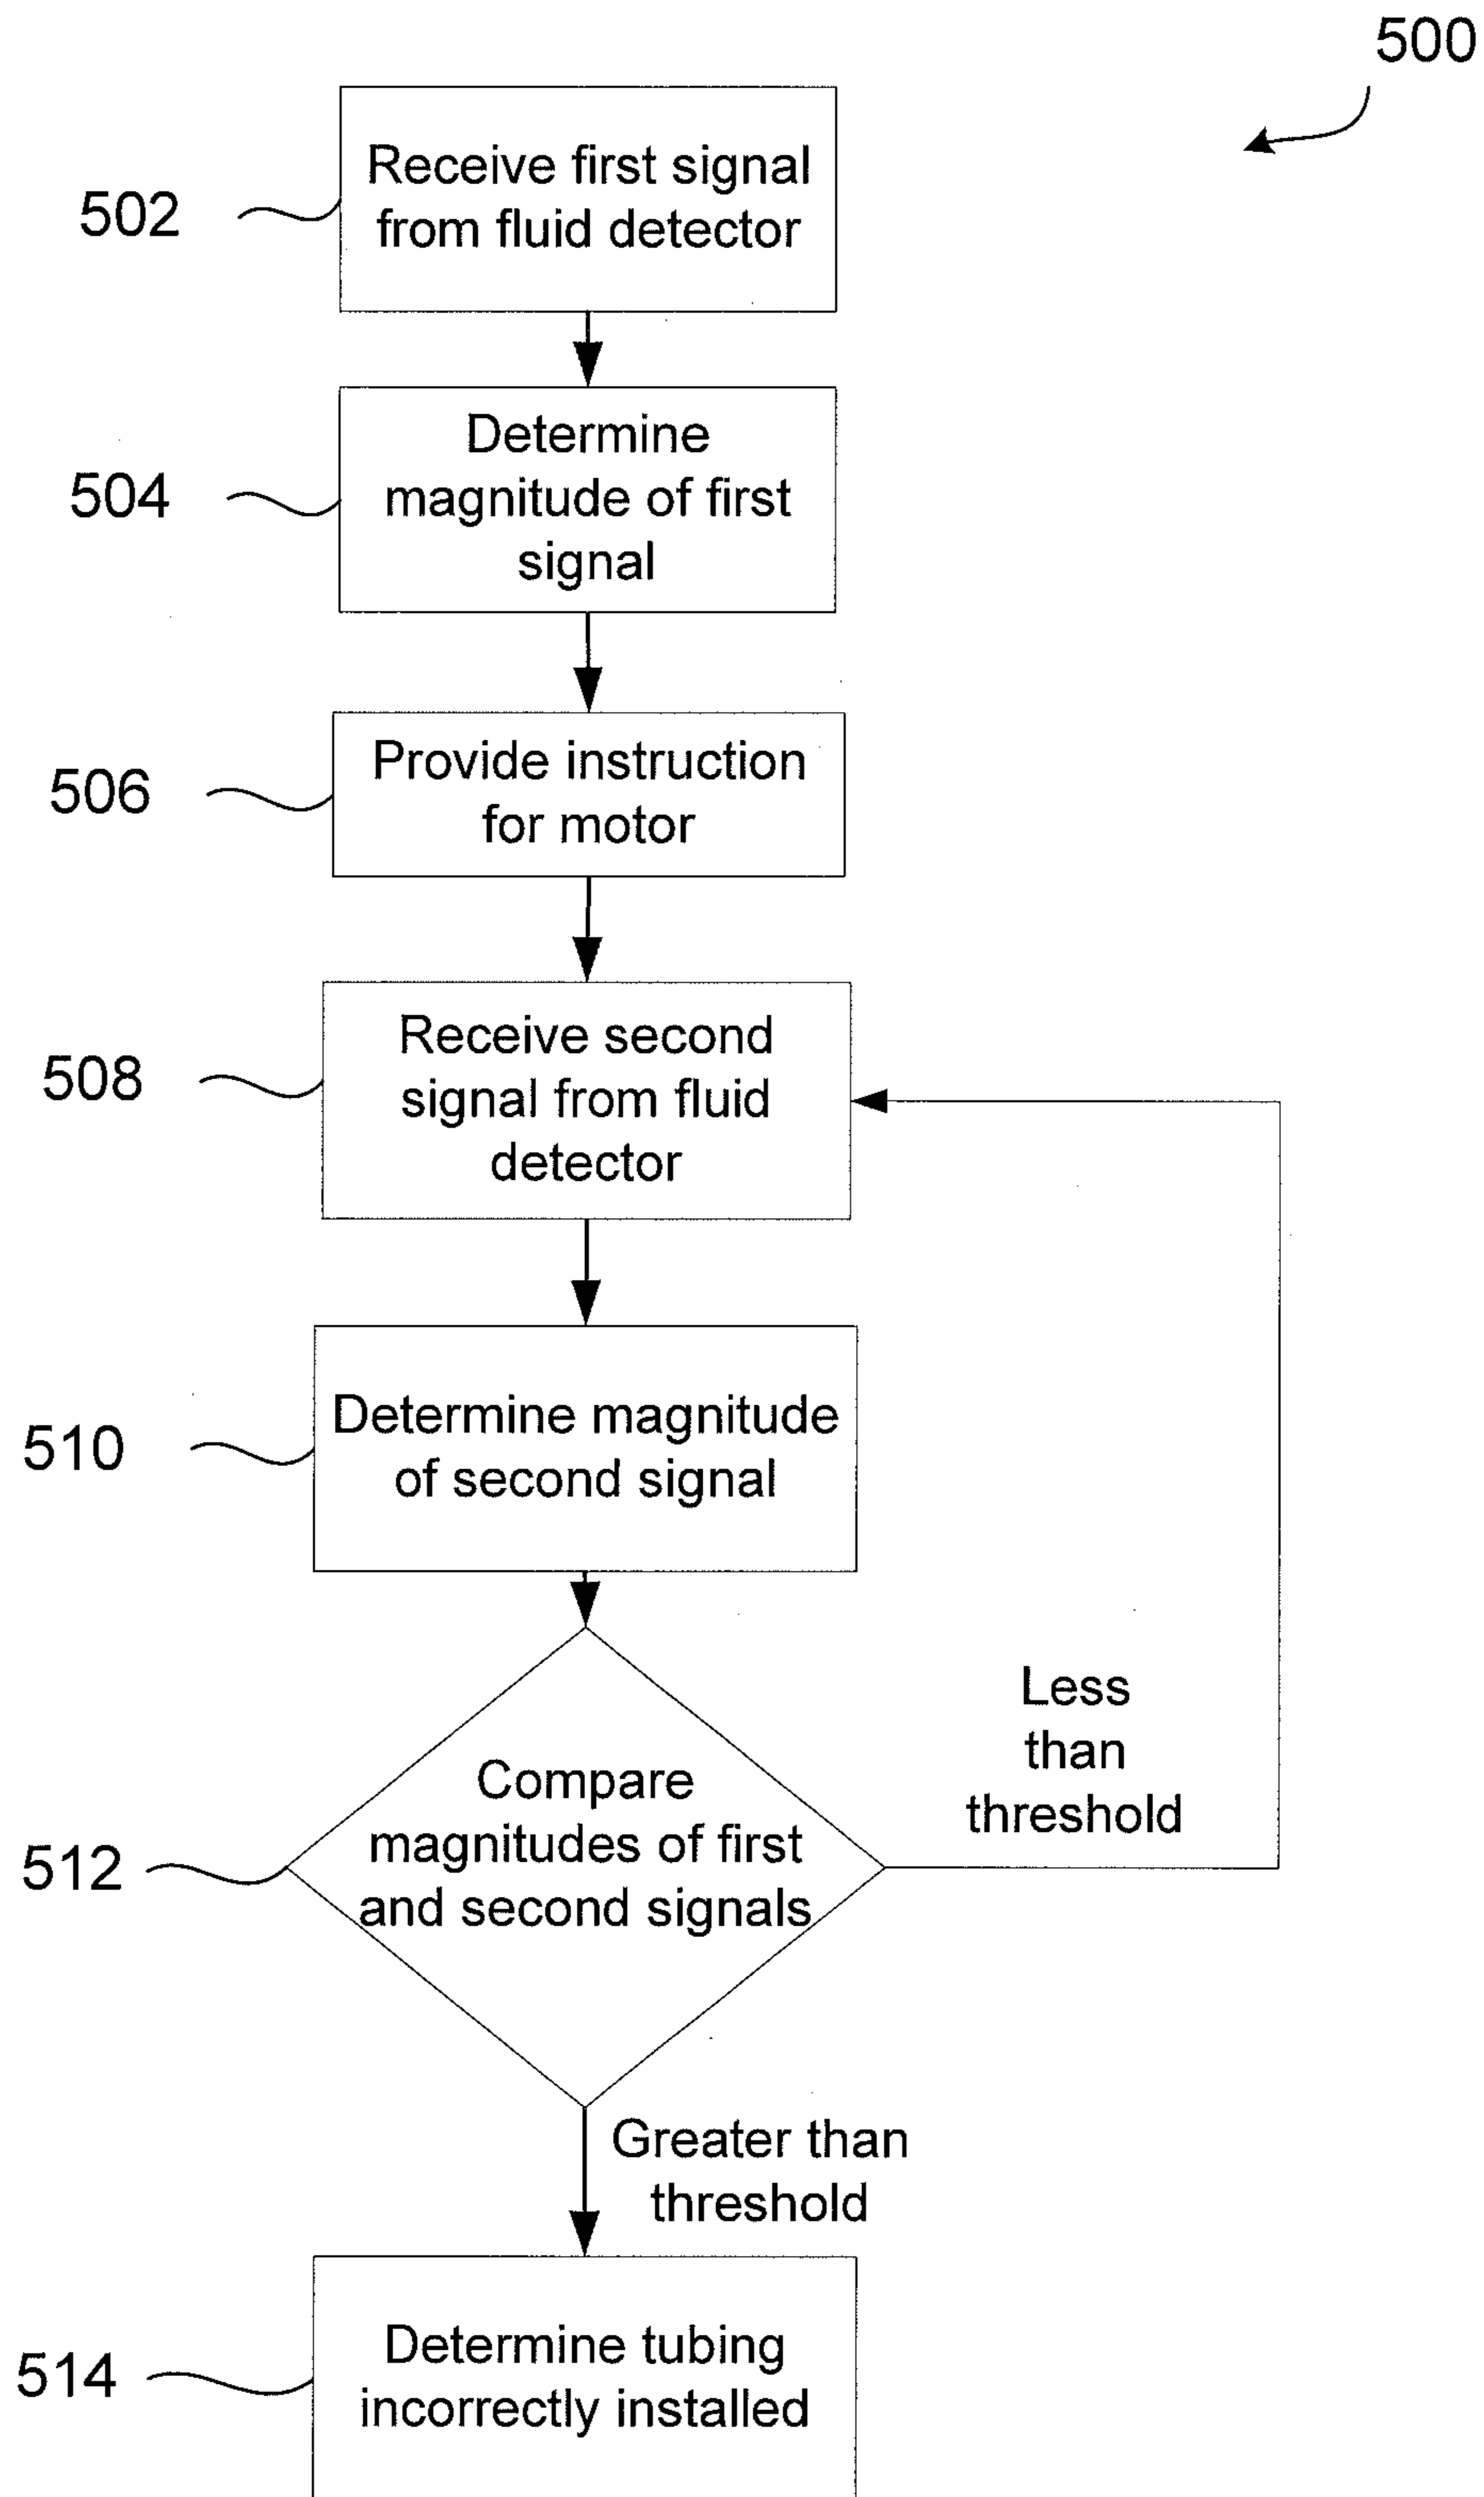 500
502
Receive first signal
from fluid detector
504
Determine
magnitude of first
signal
506
Provide instruction
for motor
508
Receive second
signal from fluid
detector
510
Determine magnitude
of second signal
512
Compare
magnitudes of first
and second signals
Less
than
threshold
Greater than
threshold
514
Determine tubing
incorrectly installed